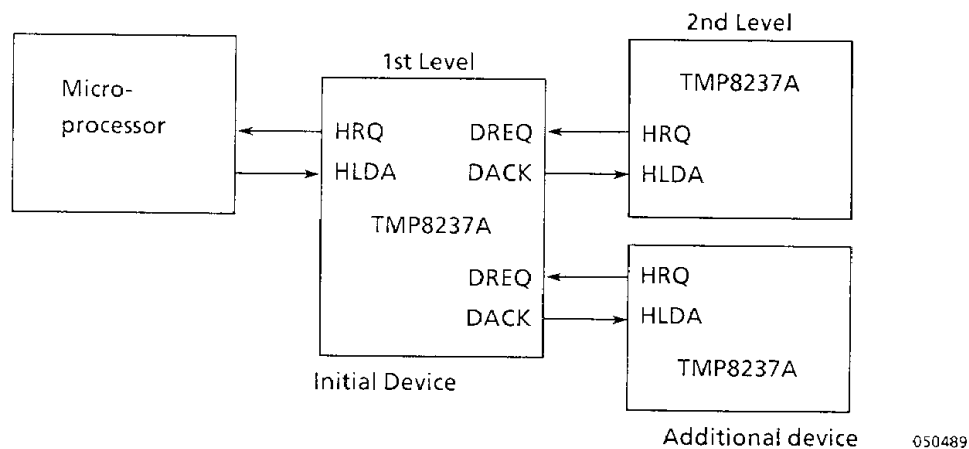 2nd Level
1st Level
Micro-
processor
TMP8237A
HRQ
DREQ
HRQ
HLDA
DACK
HLDA
TMP8237A
DREQ
HRQ
DACK
HLDA
TMP8237A
Initial Device
Additional device
050489